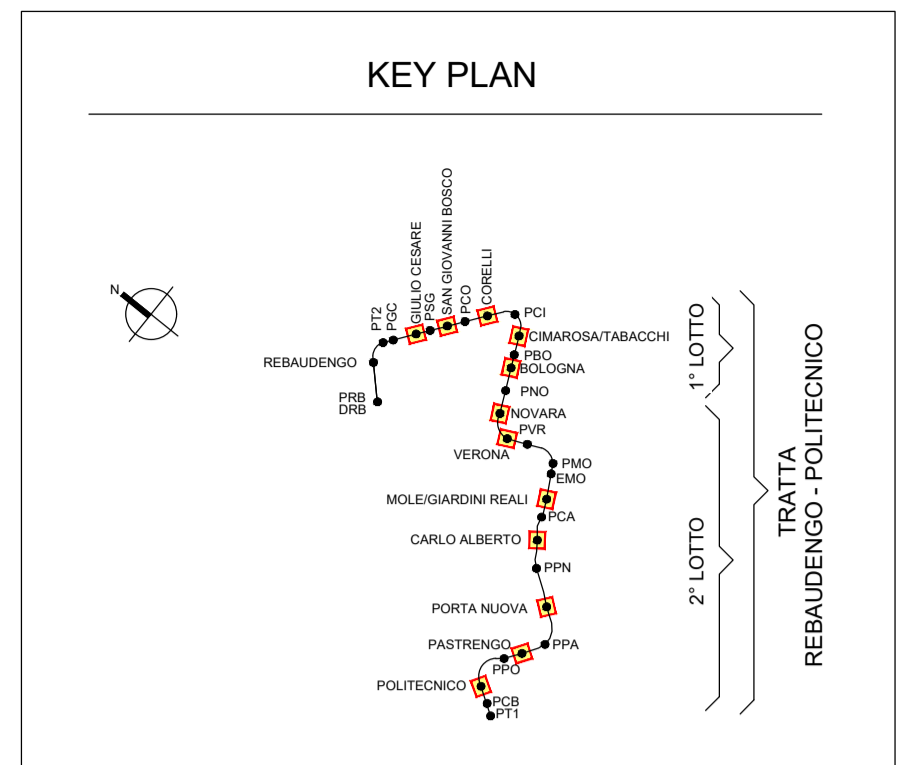 KEY PLAN
N
PT2
PGC
GIULIO CESARE
PSG
SAN GIOVANNI BOSCO
PCO
CORELLI
PCI
CIMAROSA/TABACCHI
REBAUDENGO
PBO
BOLOGNA
PRB
DRB
PNO
NOVARA
PVR
VERONA
PMO
EMO
MOLE/GIARDINI REALI
PCA
CARLO ALBERTO
PPN
PORTA NUOVA
PASTRENGO
PPA
PPO
POLITECNICO
PCB
PT1
1° LOTTO
2° LOTTO
TRATTA
REBAUDENGO - POLITECNICO